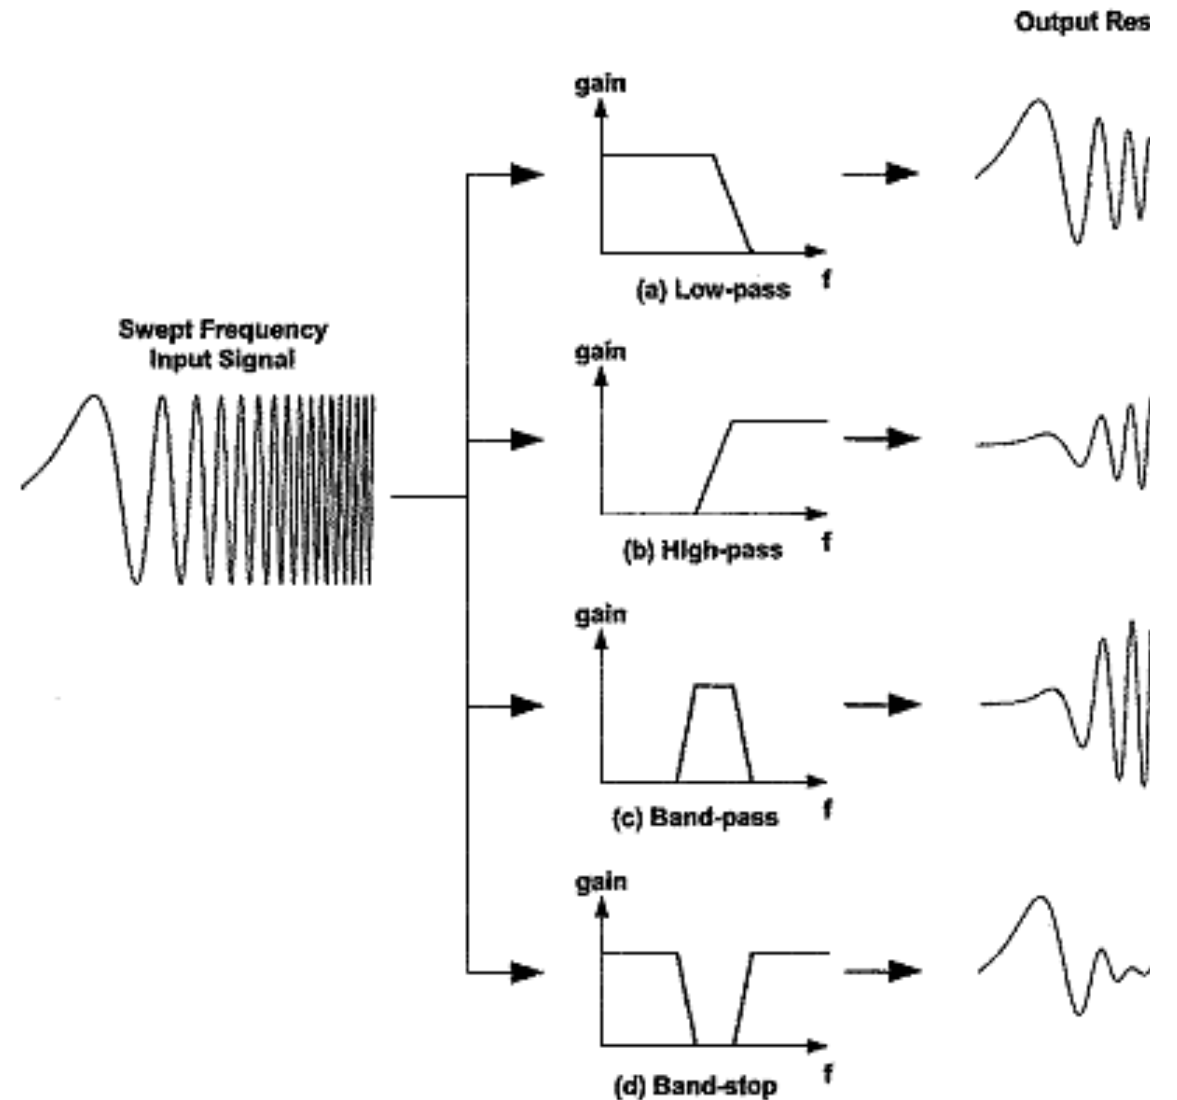 Output Res
gain
f
(a) Low-pass
Swept Frequency
Input Signal
gain
f
(b) High-pass
gain
f
(c) Band-pass
gain
f
(d) Band-stop